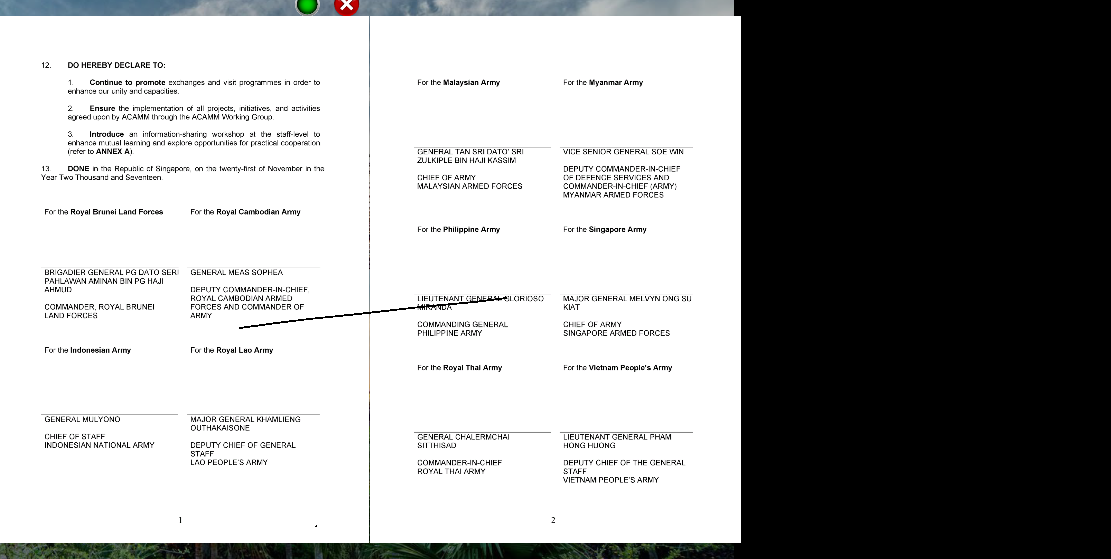 12. DO HEREBY DECLARE TO:
1. Continue to promote exchanges and visit programmes in order to
enhance our unity and capacities.
2. Ensure the implementation of all projects, initiatives, and activities
agreed upon by ACAMM through the ACAMM Working Group.
3. Introduce an information-sharing workshop at the staff-level to
enhance mutual learning and explore opportunities for practical cooperation
(refer to ANNEX A).
13. DONE in the Republic of Singapore, on the twenty-first of November in the
Year Two Thousand and Seventeen.
For the Royal Brunei Land Forces
BRIGADIER GENERAL PG DATO SERI
PAHLAWAN AMINAN BIN PG HAJI
AHMUD
COMMANDER, ROYAL BRUNEI
LAND FORCES
For the Royal Cambodian Army
GENERAL MEAS SOPHEA
DEPUTY COMMANDER-IN-CHIEF,
ROYAL CAMBODIAN ARMED
FORCES AND COMMANDER OF
ARMY
For the Indonesian Army
GENERAL MULYONO
CHIEF OF STAFF
INDONESIAN NATIONAL ARMY
For the Royal Lao Army
MAJOR GENERAL KHAMLIENG
OUTHAKAISONE
DEPUTY CHIEF OF GENERAL
STAFF
LAO PEOPLE'S ARMY
1
For the Malaysian Army
GENERAL TAN SRI DATO' SRI
ZULKIPLE BIN HAJI KASSIM
CHIEF OF ARMY
MALAYSIAN ARMED FORCES
For the Myanmar Army
VICE SENIOR GENERAL SOE WIN
DEPUTY COMMANDER-IN-CHIEF
OF DEFENCE SERVICES AND
COMMANDER-IN-CHIEF (ARMY)
MYANMAR ARMED FORCES
For the Philippine Army
LIEUTENANT GENERAL GLORIOSO
MIRANDA
COMMANDING GENERAL
PHILIPPINE ARMY
For the Singapore Army
MAJOR GENERAL MELVYN ONG SU
KIAT
CHIEF OF ARMY
SINGAPORE ARMED FORCES
For the Royal Thai Army
GENERAL CHALERMCHAI
SITTHISAD
COMMANDER-IN-CHIEF
ROYAL THAI ARMY
For the Vietnam People's Army
LIEUTENANT GENERAL PHAM
HONG HUONG
DEPUTY CHIEF OF THE GENERAL
STAFF
VIETNAM PEOPLE'S ARMY
2